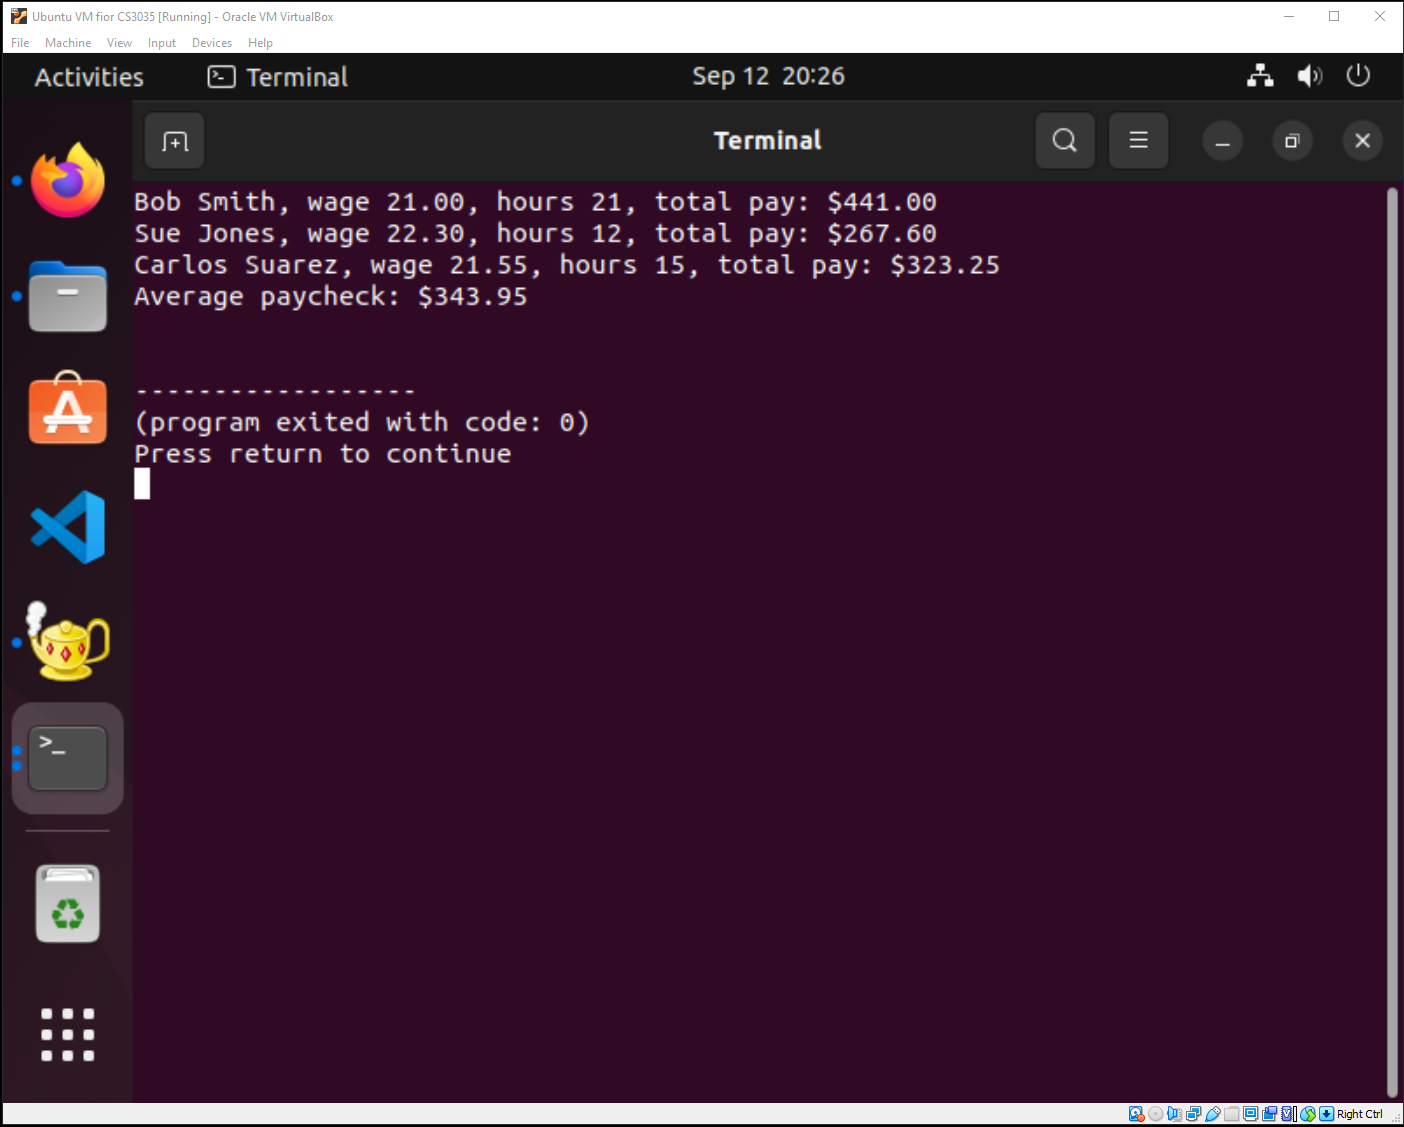 Ubuntu VM fior CS3035 [Running] - Oracle VM VirtualBox
File Machine View Input Devices Help
Activities Terminal Sep 12 20:26
Terminal
Bob Smith, wage 21.00, hours 21, total pay: $441.00
Sue Jones, wage 22.30, hours 12, total pay: $267.60
Carlos Suarez, wage 21.55, hours 15, total pay: $323.25
Average paycheck: $343.95
------------------
(program exited with code: 0)
Press return to continue
Right Ctrl